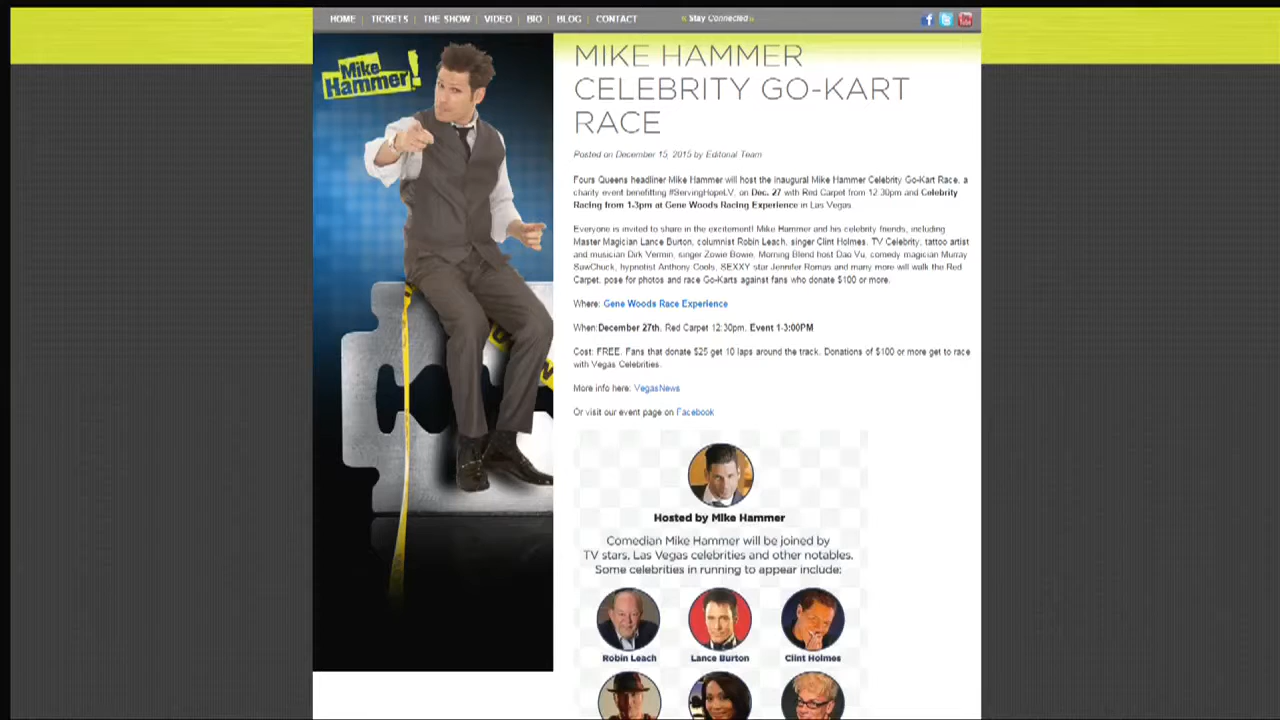 HOME | TICKETS | THE SHOW | VIDEO | BIO | BLOG | CONTACT
« Stay Connected »
Mike
Hammer!
MIKE HAMMER
CELEBRITY GO-KART
RACE
Posted on December 15, 2015 by Editorial Team
Fours Queens headliner Mike Hammer will host the inaugural Mike Hammer Celebrity Go-Kart Race, a
charity event benefitting #ServingHopeLV, on Dec. 27 with Red Carpet from 12:30pm and Celebrity
Racing from 1-3pm at Gene Woods Racing Experience in Las Vegas
Everyone is invited to share in the excitement! Mike Hammer and his celebrity friends, including
Master Magician Lance Burton, columnist Robin Leach, singer Clint Holmes, TV Celebrity, tattoo artist
and musician Dirk Vermin, singer Zowie Bowie, Morning Blend host Dao Vu, comedy magician Murray
SawChuck, hypnotist Anthony Cools, SEXXY star Jennifer Romas and many more will walk the Red
Carpet, pose for photos and race Go-Karts against fans who donate $100 or more.
Where: Gene Woods Race Experience
When:December 27th, Red Carpet 12:30pm, Event 1-3:00PM
Cost: FREE. Fans that donate $25 get 10 laps around the track. Donations of $100 or more get to race
with Vegas Celebrities.
More info here: VegasNews
Or visit our event page on Facebook
Hosted by Mike Hammer
Comedian Mike Hammer will be joined by
TV stars, Las Vegas celebrities and other notables.
Some celebrities in running to appear include:
Robin Leach Lance Burton Clint Holmes